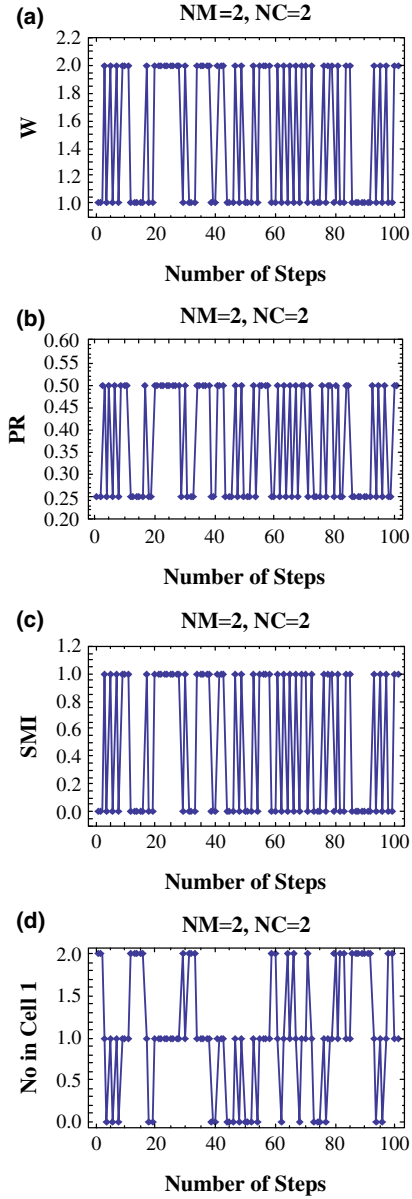 (a)
NM=2, NC=2
W
2.2
2.0
1.8
1.6
1.4
1.2
1.0
0 20 40 60 80 100
Number of Steps
(b)
NM=2, NC=2
PR
0.60
0.55
0.50
0.45
0.40
0.35
0.30
0.25
0.20
0 20 40 60 80 100
Number of Steps
(c)
NM=2, NC=2
SMI
1.2
1.0
0.8
0.6
0.4
0.2
0.0
0 20 40 60 80 100
Number of Steps
(d)
NM=2, NC=2
No in Cell 1
2.0
1.5
1.0
0.5
0.0
0 20 40 60 80 100
Number of Steps